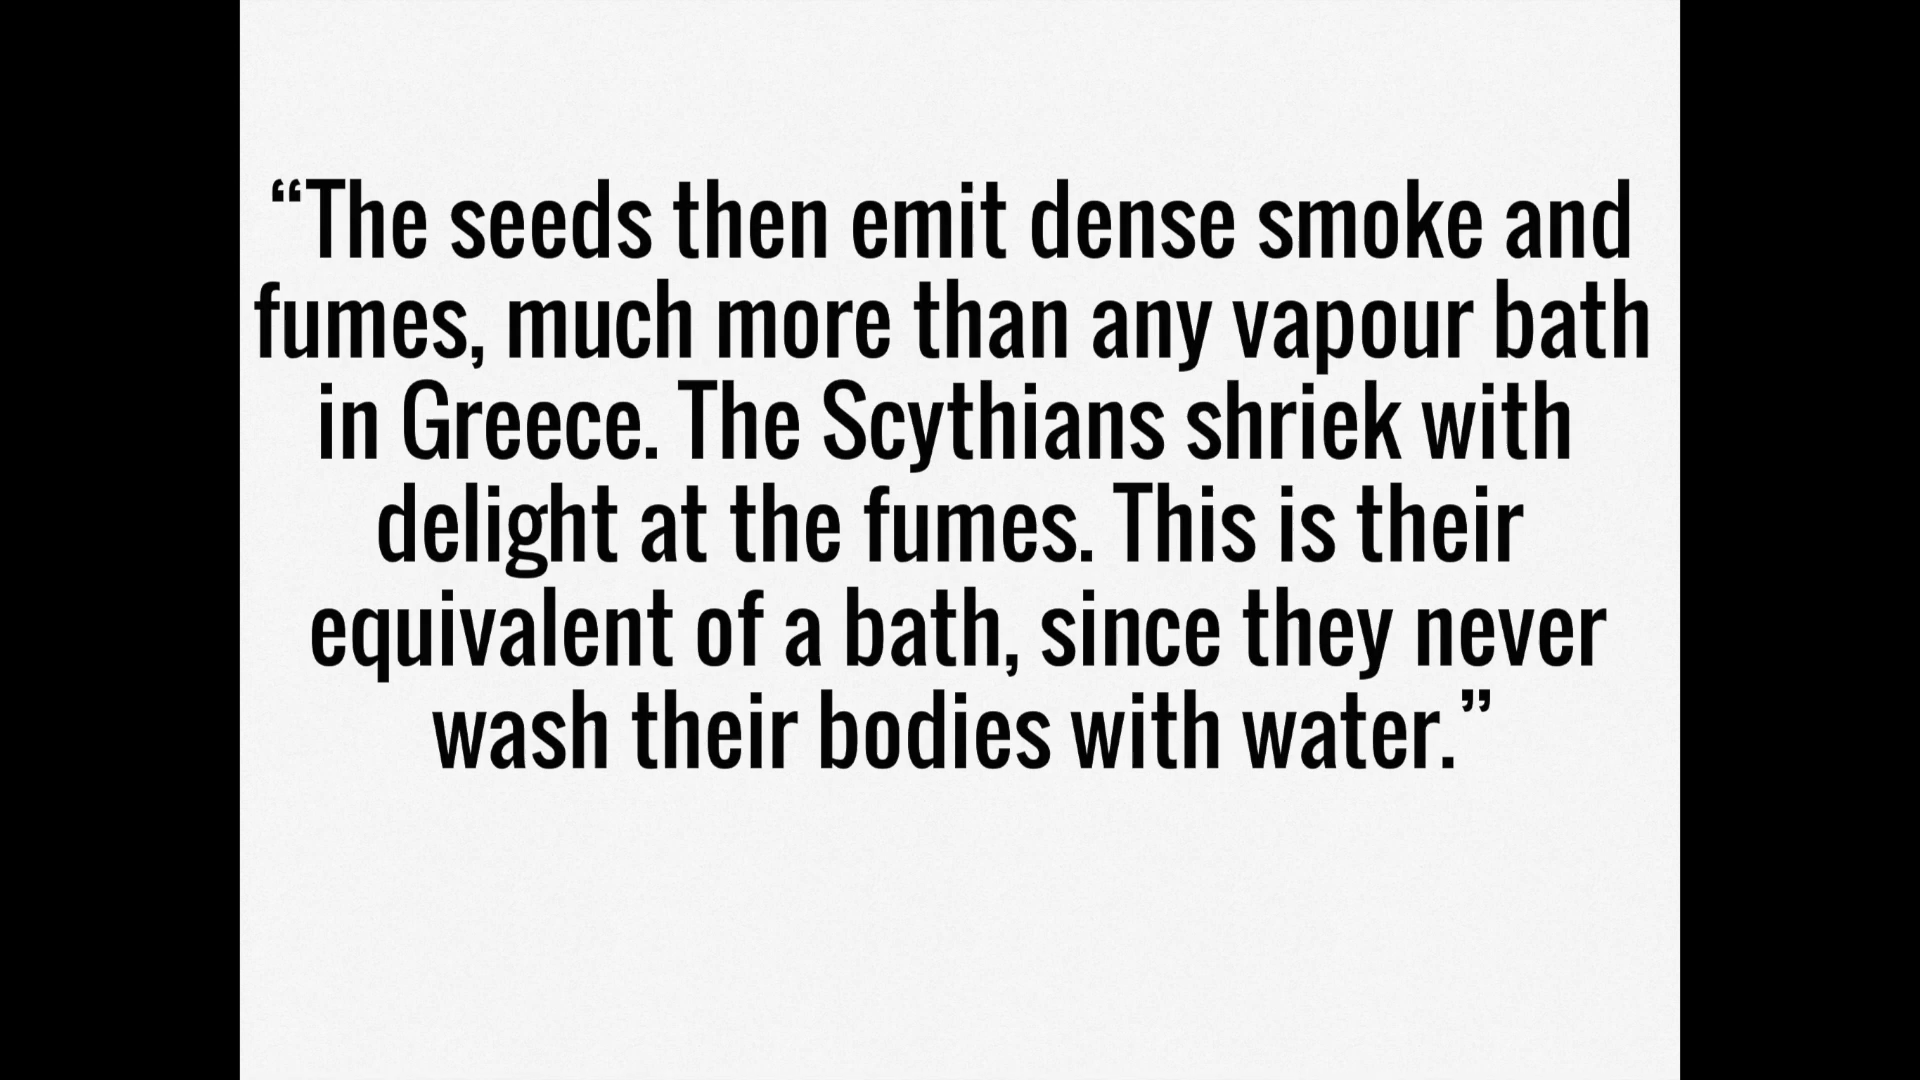 “The seeds then emit dense smoke and
fumes, much more than any vapour bath
in Greece. The Scythians shriek with
delight at the fumes. This is their
equivalent of a bath, since they never
wash their bodies with water.”